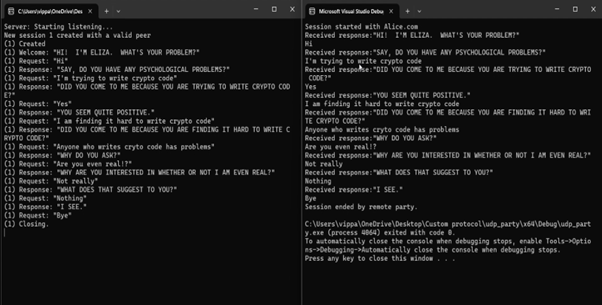 C:\Users\vippa\OneDrive\Des
Server: Starting listening...
New session 1 created with a valid peer
(1) Created
(1) Welcome: "HI!  I'M ELIZA.  WHAT'S YOUR PROBLEM?"
(1) Request: "Hi"
(1) Response: "SAY, DO YOU HAVE ANY PSYCHOLOGICAL PROBLEMS?"
(1) Request: "I'm trying to write crypto code"
(1) Response: "DID YOU COME TO ME BECAUSE YOU ARE TRYING TO WRITE CRYPTO COD
E?"
(1) Request: "Yes"
(1) Response: "YOU SEEM QUITE POSITIVE."
(1) Request: "I am finding it hard to write crypto code"
(1) Response: "DID YOU COME TO ME BECAUSE YOU ARE FINDING IT HARD TO WRITE C
RYPTO CODE?"
(1) Request: "Anyone who writes cryto code has problems"
(1) Response: "WHY DO YOU ASK?"
(1) Request: "Are you even real!?"
(1) Response: "WHY ARE YOU INTERESTED IN WHETHER OR NOT I AM EVEN REAL?"
(1) Request: "Not really"
(1) Response: "WHAT DOES THAT SUGGEST TO YOU?"
(1) Request: "Nothing"
(1) Response: "I SEE."
(1) Request: "Bye"
(1) Closing.
Microsoft Visual Studio Debu
Session started with Alice.com
Received response:"HI!  I'M ELIZA.  WHAT'S YOUR PROBLEM?"
Hi
Received response:"SAY, DO YOU HAVE ANY PSYCHOLOGICAL PROBLEMS?"
I'm trying to write crypto code
Received response:"DID YOU COME TO ME BECAUSE YOU ARE TRYING TO WRITE CRYPTO
CODE?"
Yes
Received response:"YOU SEEM QUITE POSITIVE."
I am finding it hard to write crypto code
Received response:"DID YOU COME TO ME BECAUSE YOU ARE FINDING IT HARD TO WRI
TE CRYPTO CODE?"
Anyone who writes cryto code has problems
Received response:"WHY DO YOU ASK?"
Are you even real!?
Received response:"WHY ARE YOU INTERESTED IN WHETHER OR NOT I AM EVEN REAL?"
Not really
Received response:"WHAT DOES THAT SUGGEST TO YOU?"
Nothing
Received response:"I SEE."
Bye
Session ended by remote party.
C:\Users\vippa\OneDrive\Desktop\Custom protocol\udp_party\x64\Debug\udp_part
y.exe (process 4064) exited with code 0.
To automatically close the console when debugging stops, enable Tools->Optio
ns->Debugging->Automatically close the console when debugging stops.
Press any key to close this window . . .